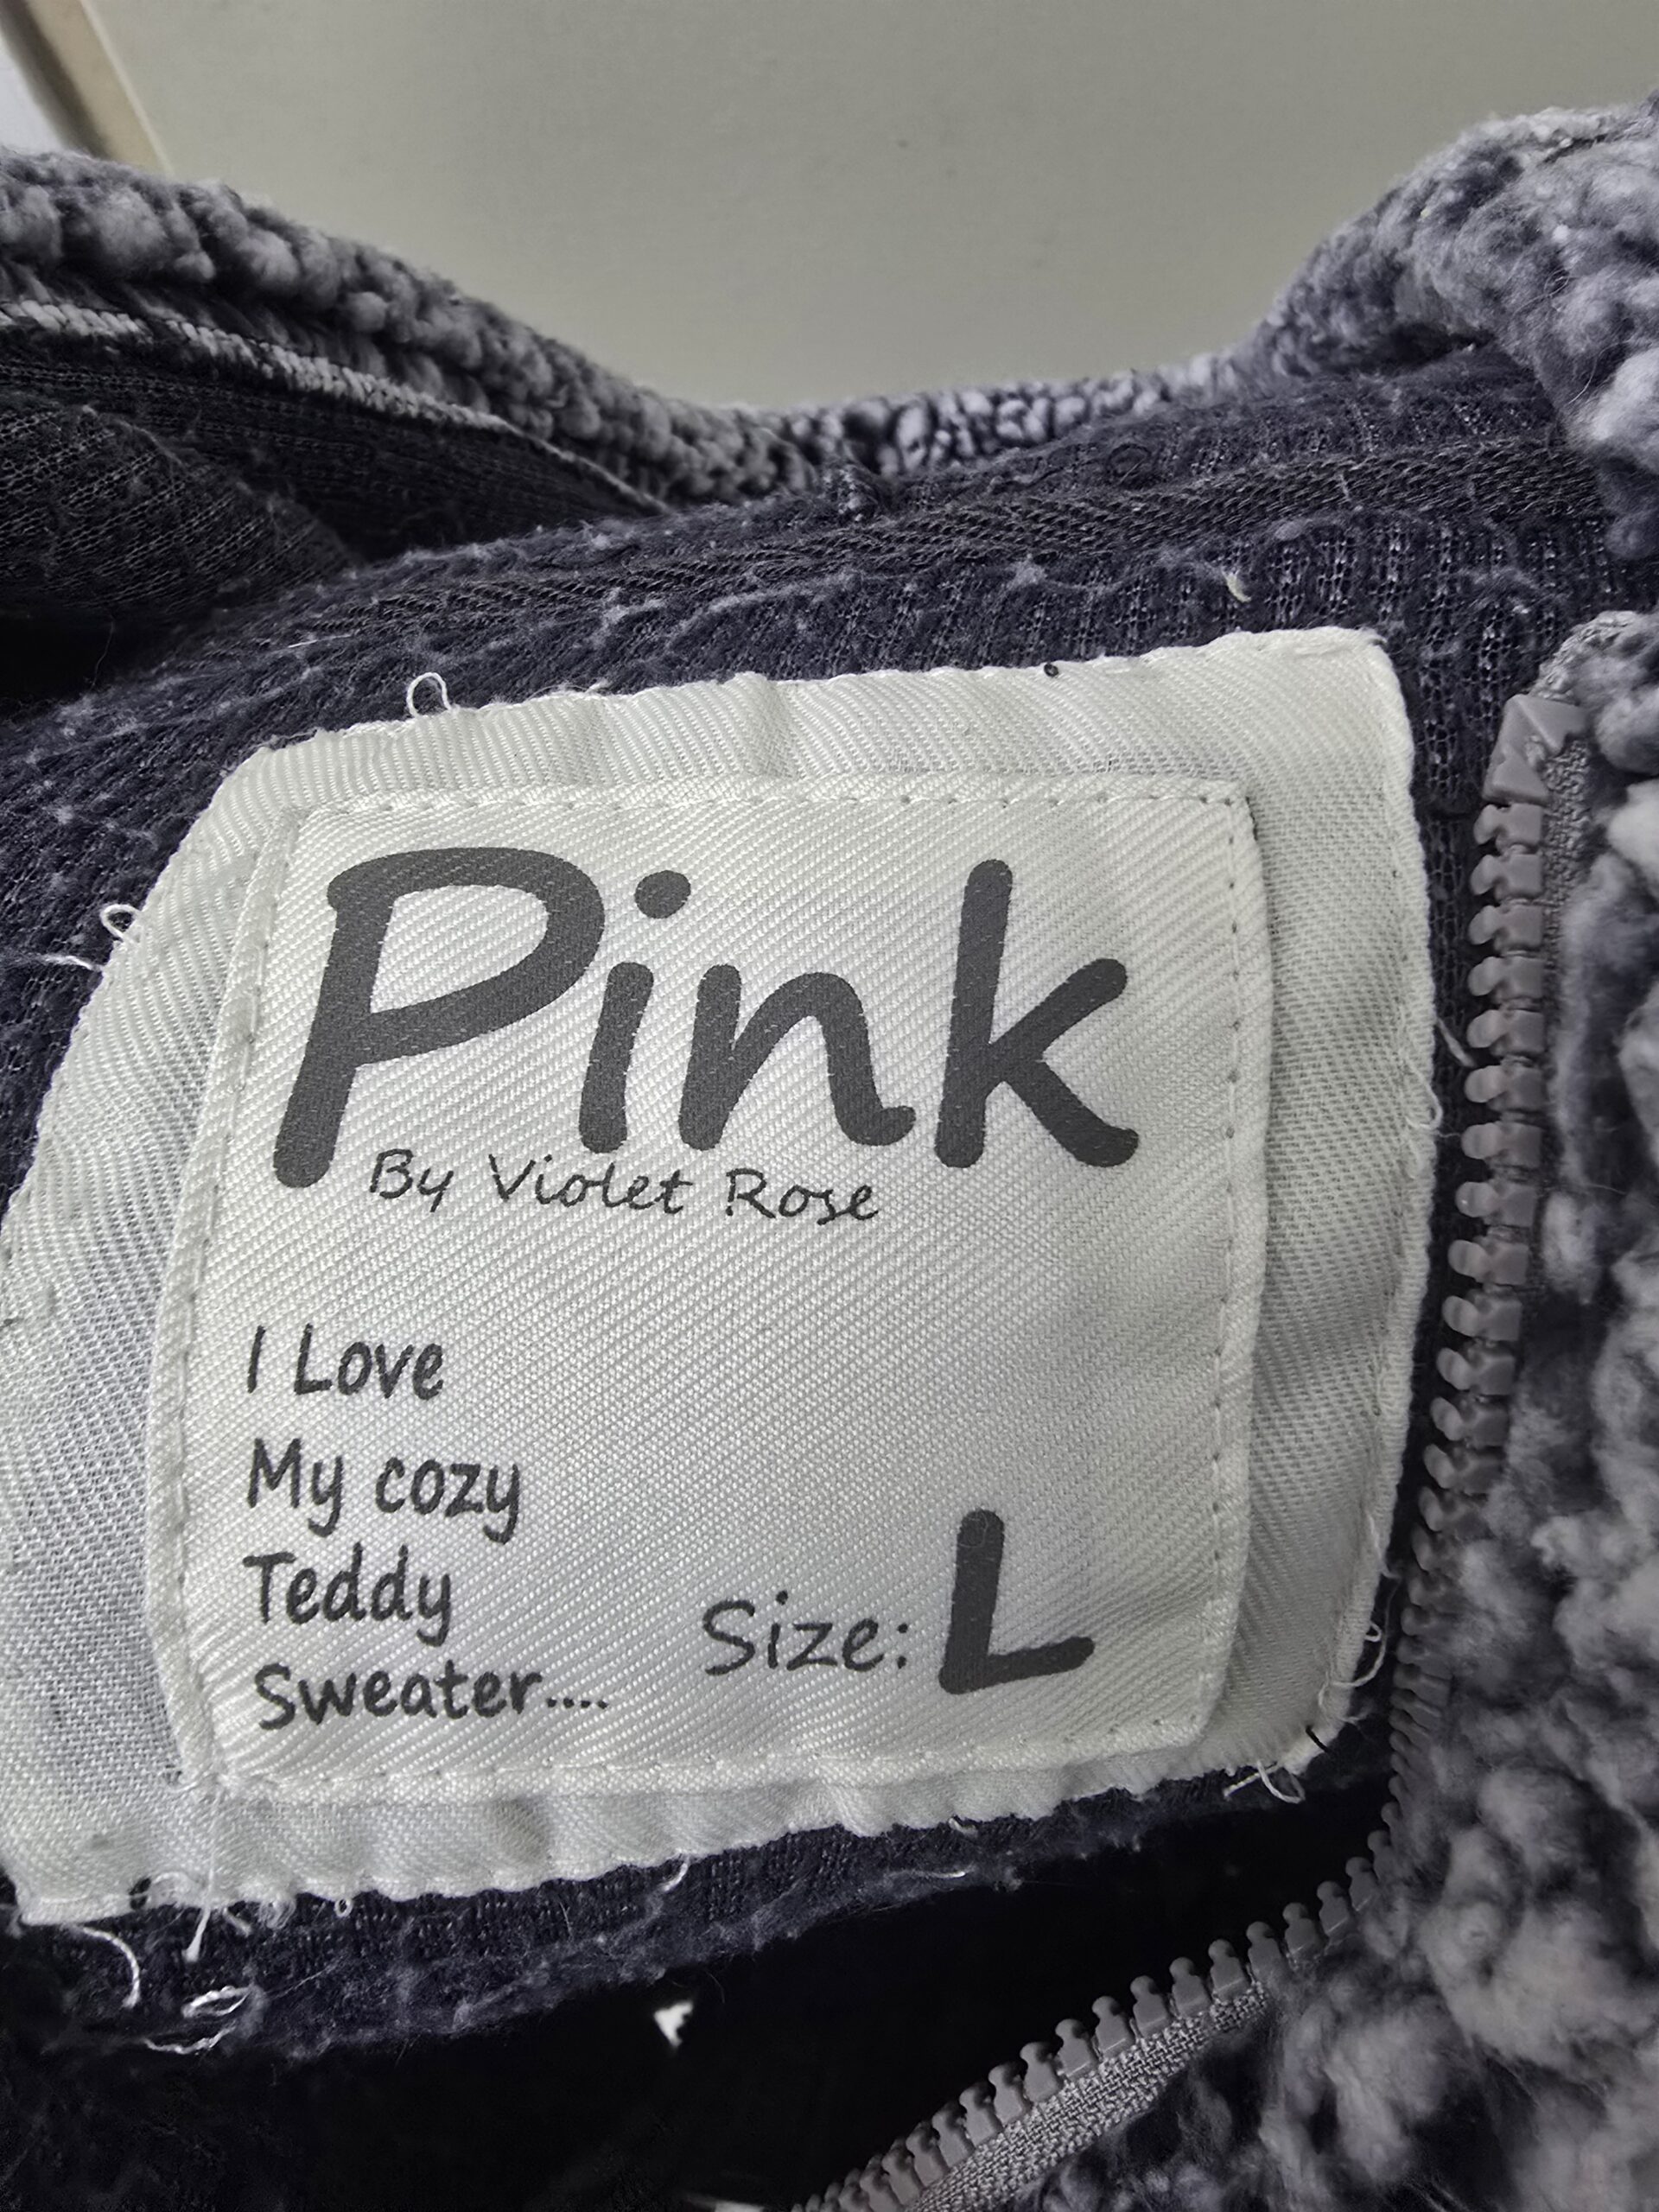 Pink
By Violet Rose
I Love
My cozy
Teddy
Sweater....
Size: L